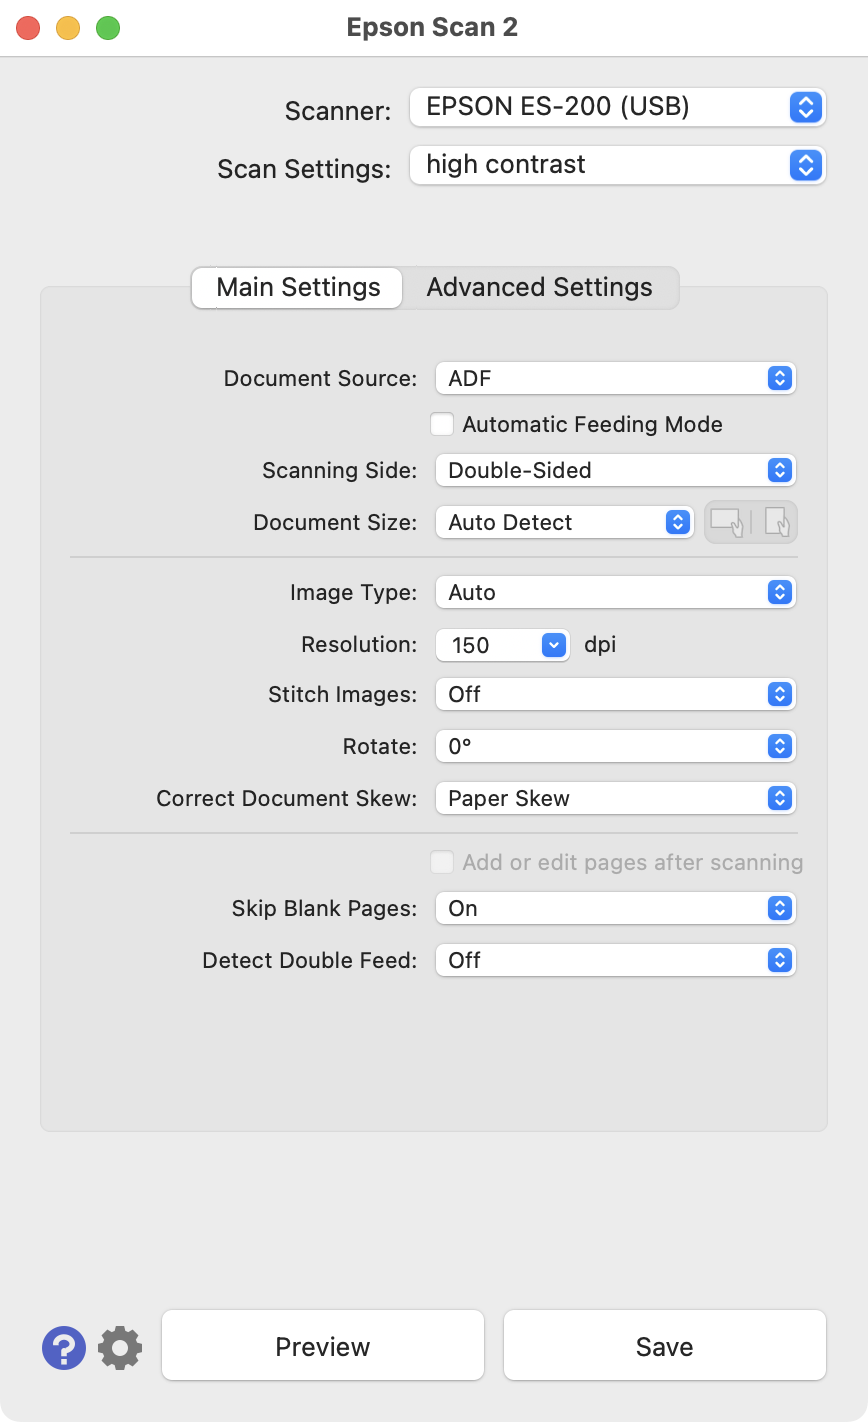 Epson Scan 2
Scanner: EPSON ES-200 (USB)
Scan Settings: high contrast
Main Settings Advanced Settings
Document Source: ADF
Automatic Feeding Mode
Scanning Side: Double-Sided
Document Size: Auto Detect
Image Type: Auto
Resolution: 150 dpi
Stitch Images: Off
Rotate: 0°
Correct Document Skew: Paper Skew
Add or edit pages after scanning
Skip Blank Pages: On
Detect Double Feed: Off
? Preview Save